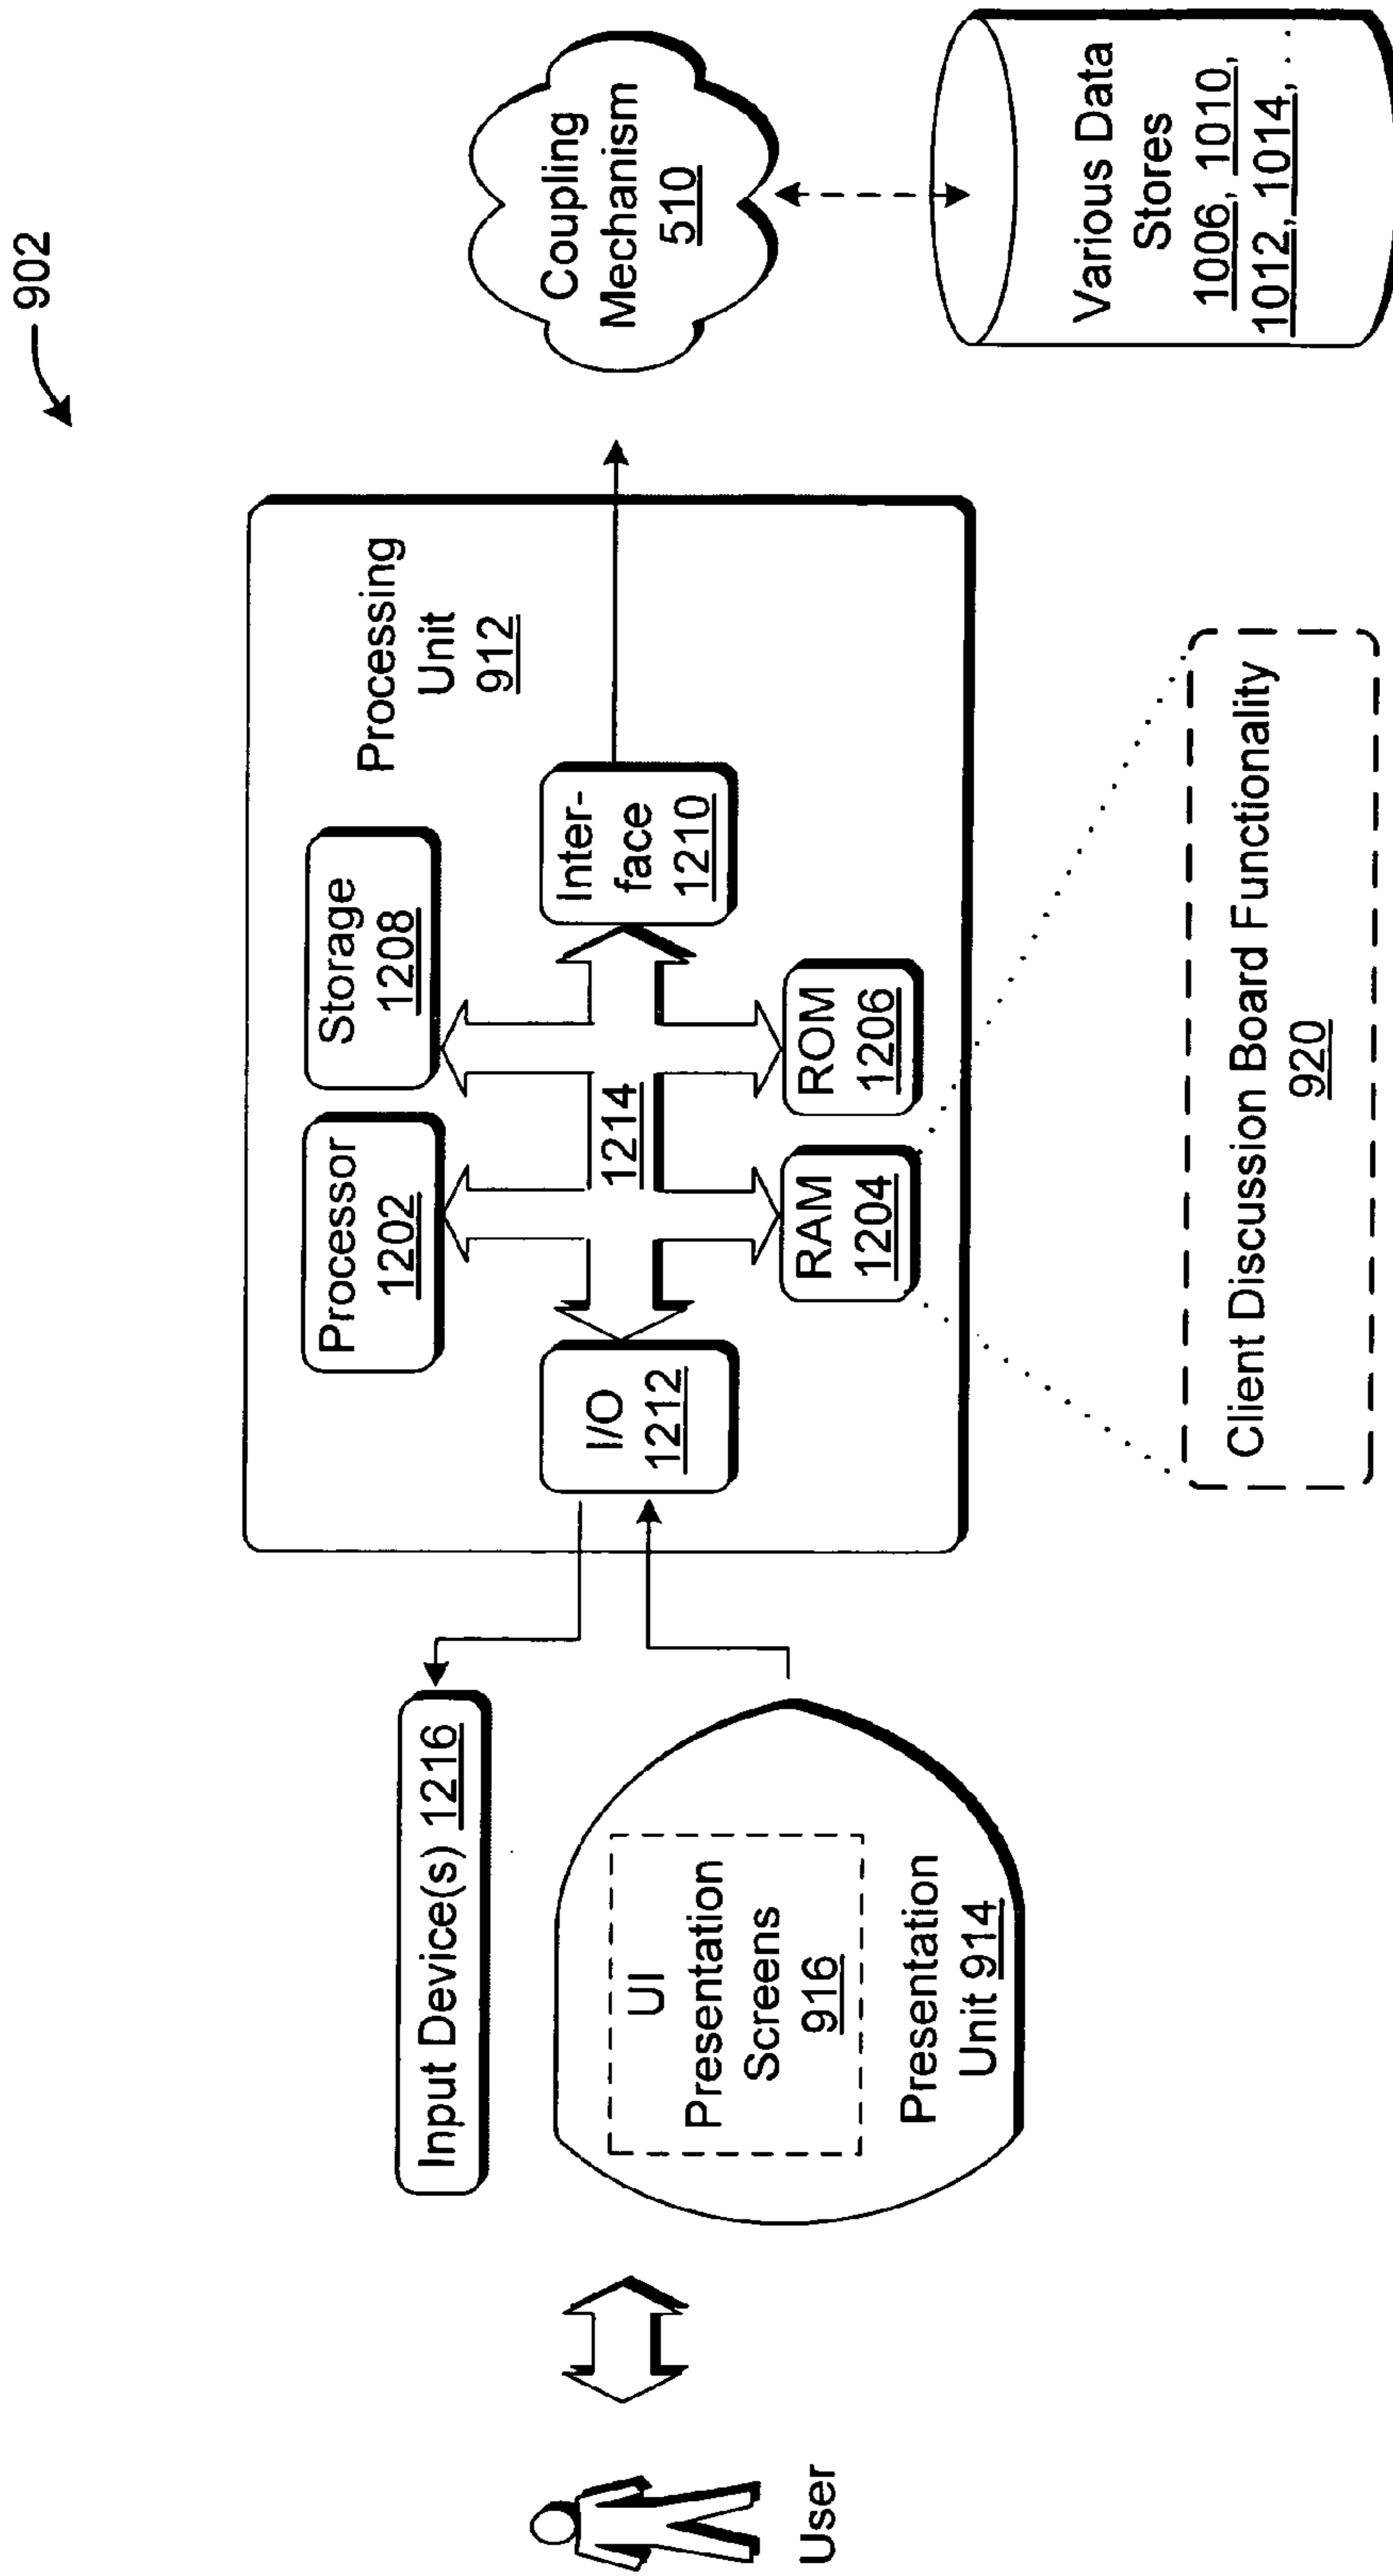 902
User
Input Device(s) 1216
UI
Presentation
Screens
916
Presentation
Unit 914
Processing
Unit
912
Processor
1202
Storage
1208
I/O
1212
1214
Inter-
face
1210
RAM
1204
ROM
1206
Client Discussion Board Functionality
920
Coupling
Mechanism
510
Various Data
Stores
1006, 1010,
1012, 1014, . . .